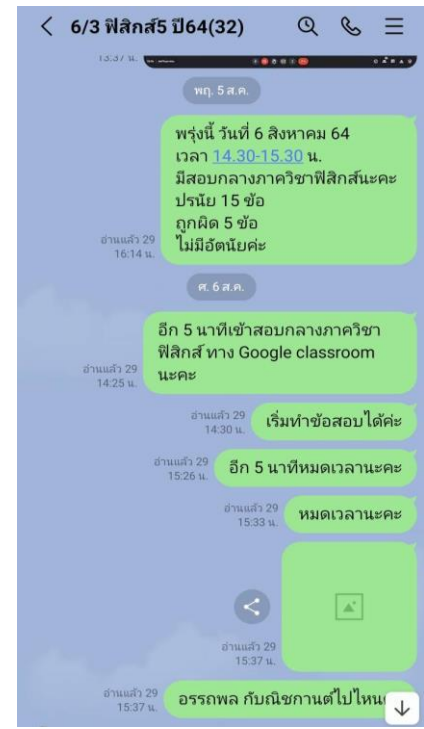 6/3 ฟิสิกส์5 ปี64(32)
13:37 น.
พฤ. 5 ส.ค.
พรุ่งนี้ วันที่ 6 สิงหาคม 64
เวลา 14.30-15.30 น.
มีสอบกลางภาควิชาฟิสิกส์นะคะ
ปรนัย 15 ข้อ
ถูกผิด 5 ข้อ
ไม่มีอัตนัยค่ะ
อ่านแล้ว 29
16:14 น.
ศ. 6 ส.ค.
อีก 5 นาทีเข้าสอบกลางภาควิชา
ฟิสิกส์ ทาง Google classroom
นะคะ
อ่านแล้ว 29
14:25 น.
อ่านแล้ว 29
14:30 น.
เริ่มทำข้อสอบได้ค่ะ
อ่านแล้ว 29
15:26 น.
อีก 5 นาทีหมดเวลานะคะ
อ่านแล้ว 29
15:33 น.
หมดเวลานะคะ
อ่านแล้ว 29
15:37 น.
อ่านแล้ว 29
15:37 น.
อรรถพล กับณิชกานต์ไปไหน